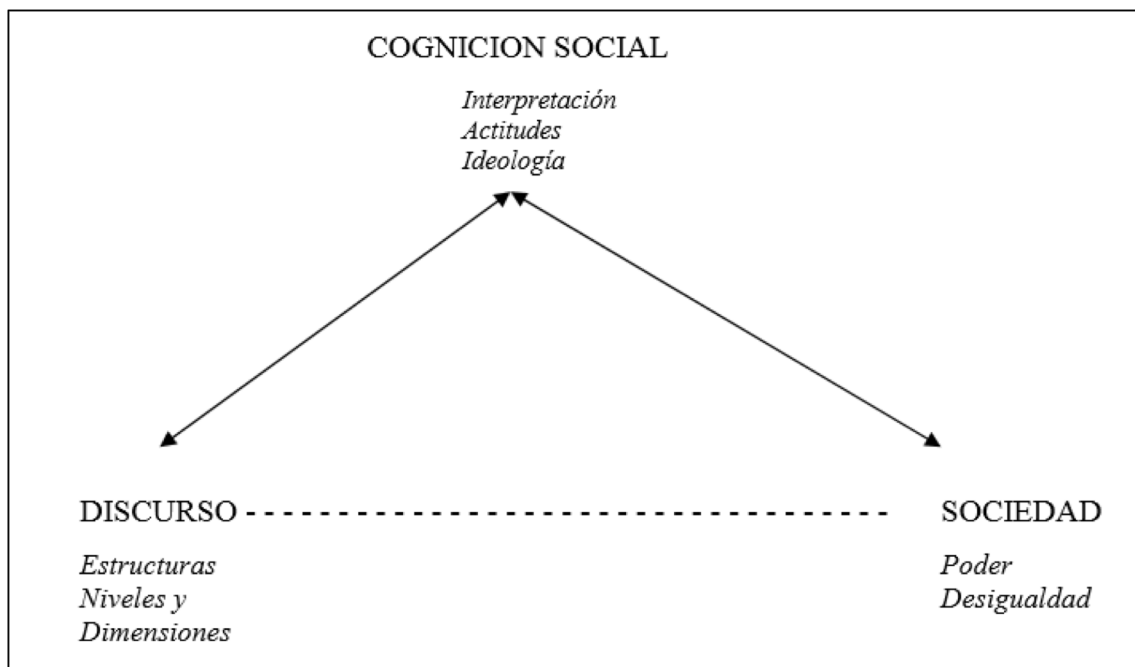 COGNICION SOCIAL
Interpretación
Actitudes
Ideología
DISCURSO
SOCIEDAD
Estructuras
Niveles y
Dimensiones
Poder
Desigualdad